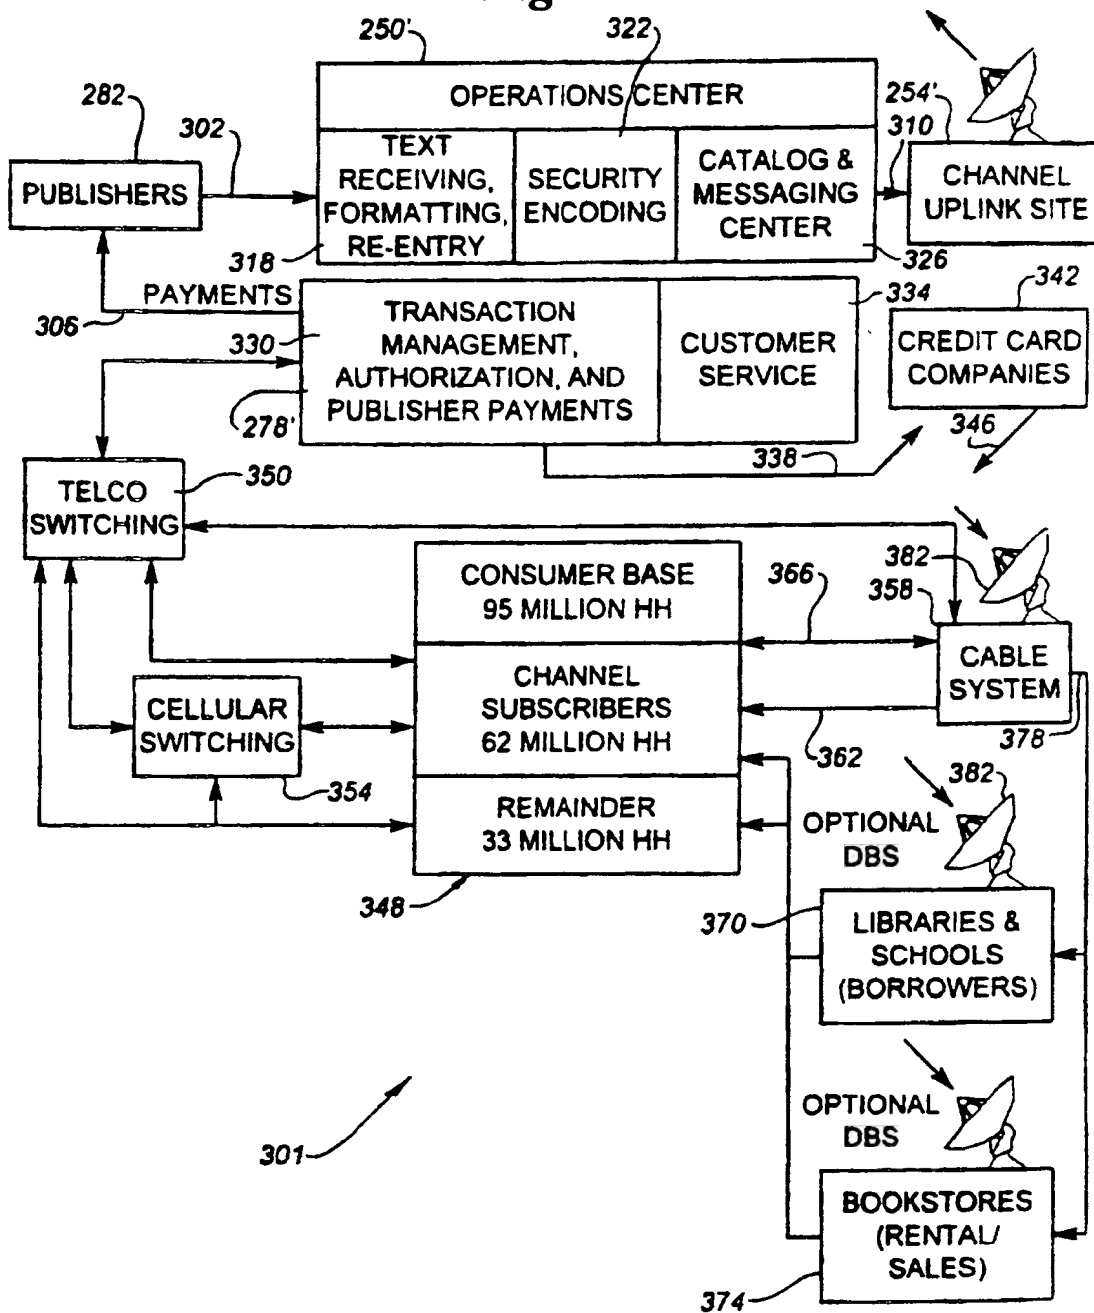 250'
322
282
302
OPERATIONS CENTER
254'
310
PUBLISHERS
TEXT
RECEIVING,
FORMATTING,
RE-ENTRY
SECURITY
ENCODING
CATALOG &
MESSAGING
CENTER
CHANNEL
UPLINK SITE
318
326
PAYMENTS
306
330
TRANSACTION
MANAGEMENT,
AUTHORIZATION, AND
PUBLISHER PAYMENTS
278'
CUSTOMER
SERVICE
334
342
CREDIT CARD
COMPANIES
346
338
TELCO
SWITCHING
350
CONSUMER BASE
95 MILLION HH
366
382
358
CABLE
SYSTEM
CHANNEL
SUBSCRIBERS
62 MILLION HH
CELLULAR
SWITCHING
354
362
378
REMAINDER
33 MILLION HH
348
382
OPTIONAL
DBS
370
LIBRARIES &
SCHOOLS
(BORROWERS)
301
OPTIONAL
DBS
BOOKSTORES
(RENTAL/
SALES)
374